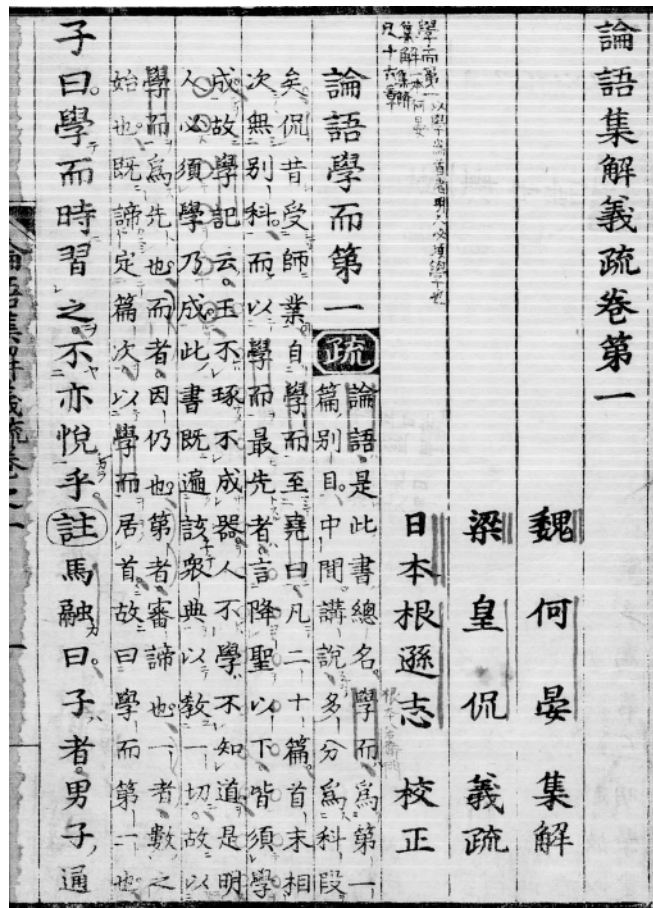 論語集解義疏卷第一
魏 何 晏 集解
梁 皇 侃 義疏
日本 根遜志 校正
論語學而第一 疏 論語是此書總名學而爲第一
篇別目中間講説多分爲科段
矣侃昔受師業自學而至堯曰凡二十篇首末相
次無別科而以學而最先者言降聖以下皆須學
成故學記云玉不琢不成器人不學不知道是明
人必須學乃成此書既遍該衆典以教一切故以
學而爲先也而者因仍也第者審諦也一者數之
始也既諦定篇次以學而居首故曰學而第一也
子曰學而時習之不亦悦乎 註 馬融曰子者男子通